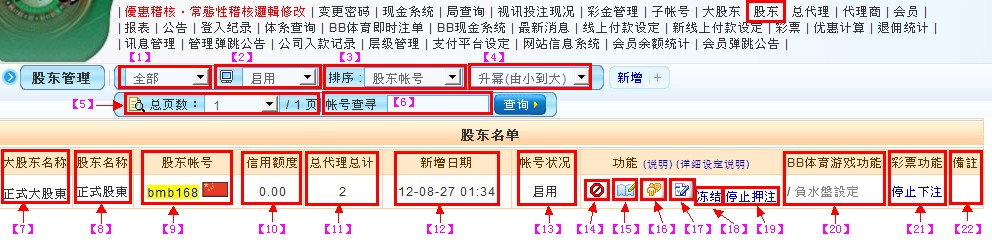 | 優惠稽核 · 常態性稽核邏輯修改 | 变更密码 | 现金系统 | 局查询 | 视讯投注现况 | 彩金管理 | 子帐号 | 大股东 | 股东 | 总代理 | 代理商 | 会员 |
| 报表 | 公告 | 登入纪录 | 体系查询 | BB体育即时注单 | BB现金系统 | 最新消息 | 线上付款设定 | 新线上付款设定 | 彩票 | 优惠计算 | 退佣统计 |
| 讯息管理 | 管理弹跳公告 | 公司入款记录 | 层级管理 | 支付平台设定 | 网站信息系统 | 会员余额统计 | 会员弹跳公告 |
【1】 【2】 【3】 【4】
股东管理 全部 启用 排序： 股东帐号 升幂(由小到大) 新增 +
【5】 总页数： 1 / 1 页 帐号查寻 【6】 查询
股东名单
大股东名称 股东名称 股东帐号 信用额度 总代理总计 新增日期 帐号状况 功能 (说明) (详细设定说明) BB体育游戏功能 彩票功能 備註
正式大股東 正式股東 bmb168 0.00 2 12-08-27 01:34 启用 冻结 停止押注 / 負水盤設定 停止下注
【7】 【8】 【9】 【10】 【11】 【12】 【13】 【14】 【15】 【16】 【17】 【18】 【19】 【20】 【21】 【22】